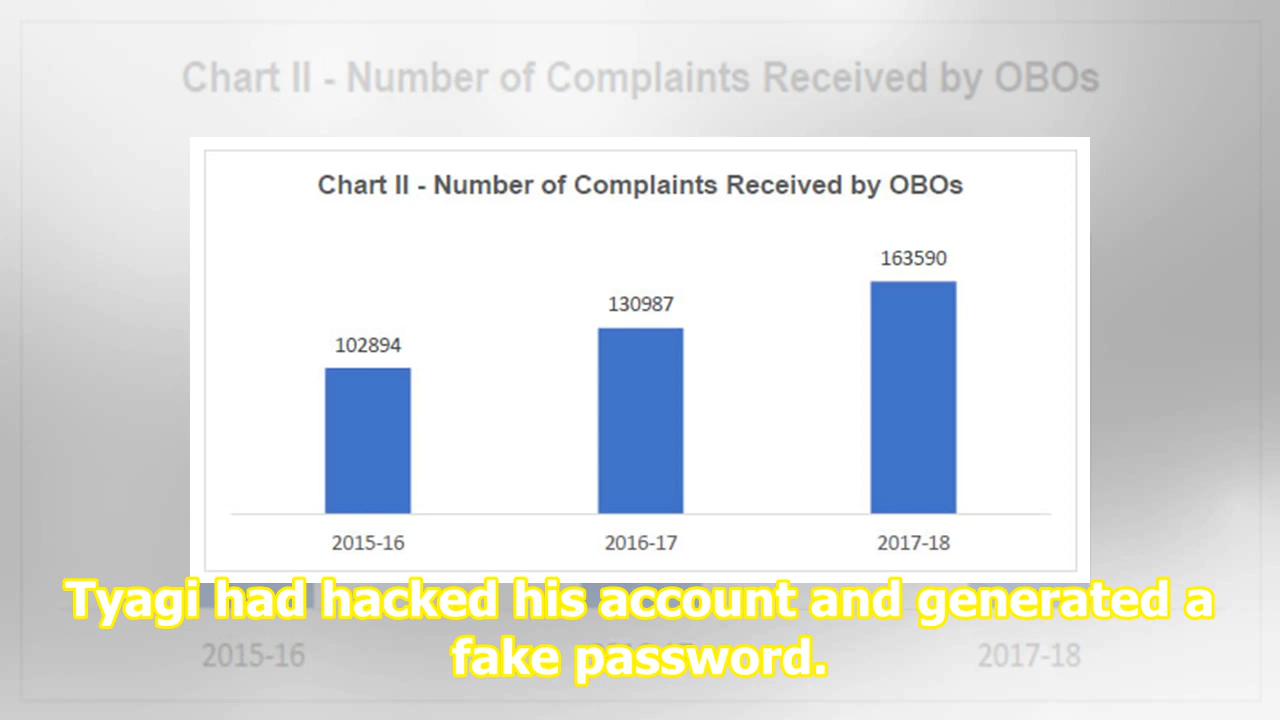 Chart II - Number of Complaints Received by OBOs
Chart II - Number of Complaints Received by OBOs
163590
130987
102894
2015-16 2016-17 2017-18
Tyagi had hacked his account and generated a
fake password.
2015-16 2017-18